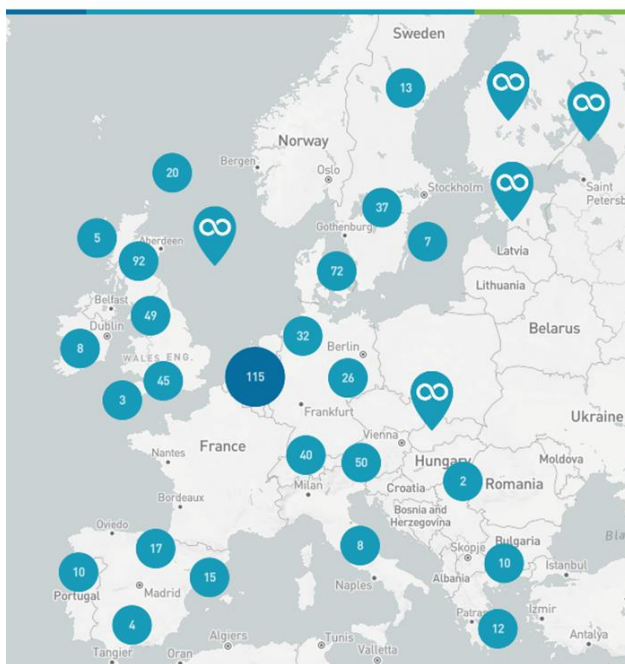 Sweden
13
Norway
Bergen
20
Oslo
Stockholm
Saint
Petersb
37
Gothenburg
5
7
Aberdeen
92
Latvia
72
Lithuania
Belfast
49
Dublin
32
Belarus
8
WALES ENG.
Berlin
45
115
26
3
Frankfurt
Ukraine
France
Vienna
Nantes
40
50
Hungary
Moldova
2
Romania
Milan
Croatia
Bordeaux
Bosnia and
Herzegovina
Oviedo
17
8
Skopje
Bulgaria
Bla
10
15
10
Istanbul
Portugal
Madrid
Naples
Albania
4
Patras
12
Izmir
Algiers
Tunis
Antalya
Tangier
Oran
Valletta